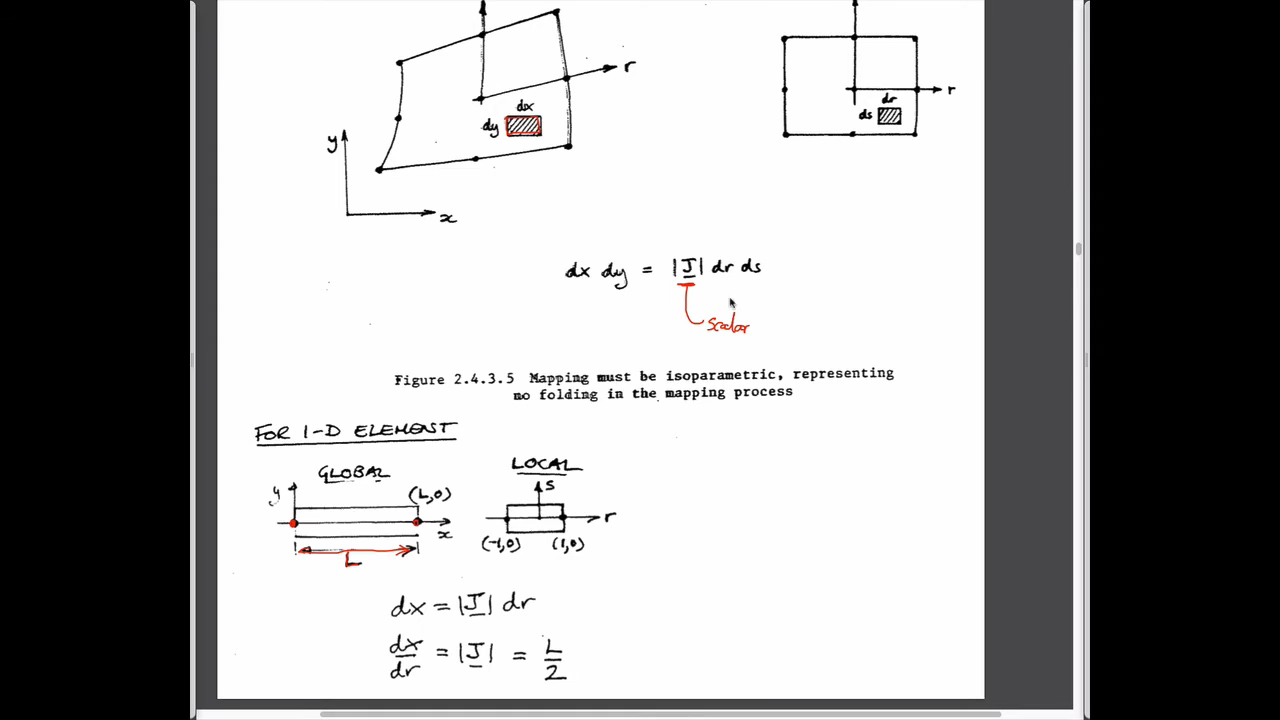 r
dx
dy
y
x
r
dr
ds
dx dy = |J| dr ds
scalar
Figure 2.4.3.5 Mapping must be isoparametric, representing
no folding in the mapping process
FOR 1-D ELEMENT
GLOBAL
LOCAL
y
(L,0)
x
L
s
r
(-1,0)
(1,0)
dx = |J| dr
dx/dr = |J| = L/2